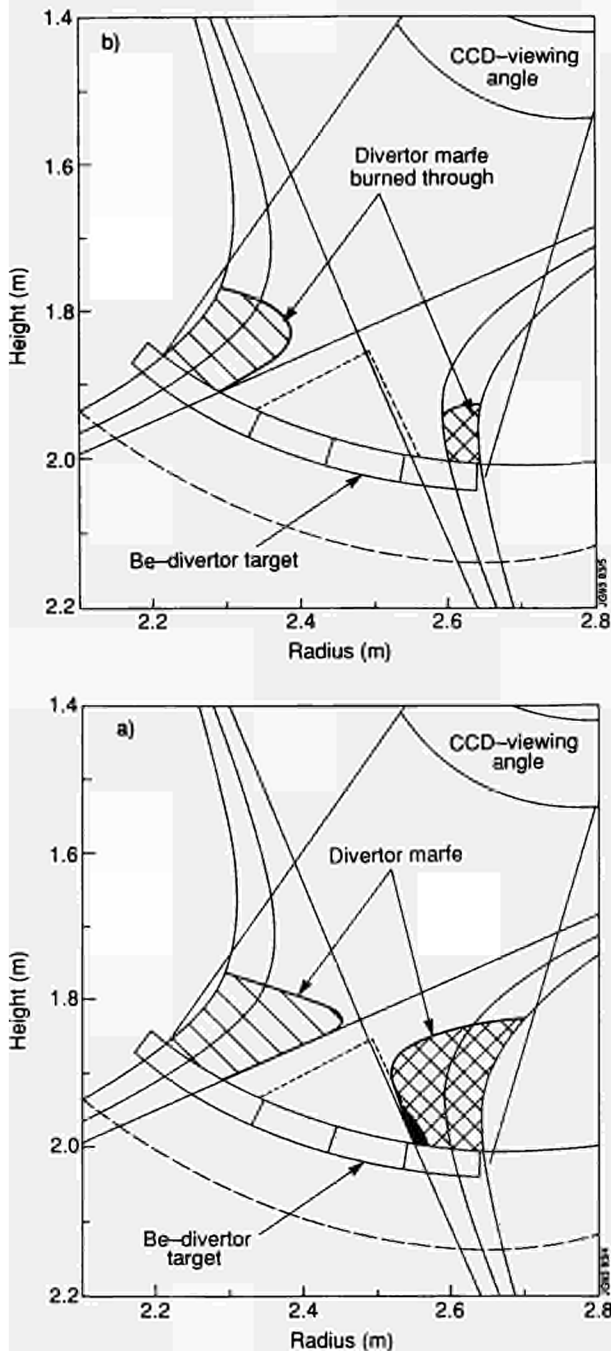 b)
CCD–viewing
angle
Divertor marfe
burned through
Be–divertor target
Height (m)
1.4
1.6
1.8
2.0
2.2
2.2
2.4
2.6
2.8
Radius (m)
a)
CCD–viewing
angle
Divertor marfe
Be–divertor
target
Height (m)
1.4
1.6
1.8
2.0
2.2
2.2
2.4
2.6
2.8
Radius (m)